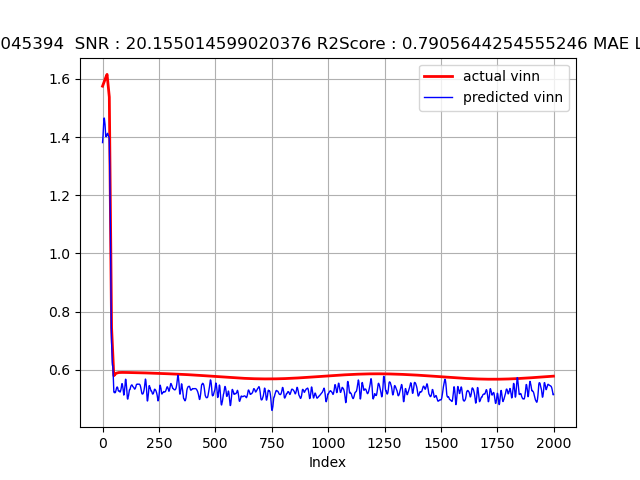 045394  SNR : 20.155014599020376 R2Score : 0.7905644254555246 MAE L
actual vinn
predicted vinn
1.6
1.4
1.2
1.0
0.8
0.6
0 250 500 750 1000 1250 1500 1750 2000
Index